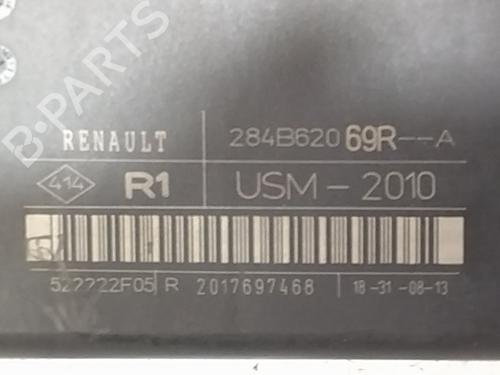 B-PARTS
RENAULT 284B62069R--A
414 R1 USM-2010
522222F05 R 2017697468 18-31-08-13